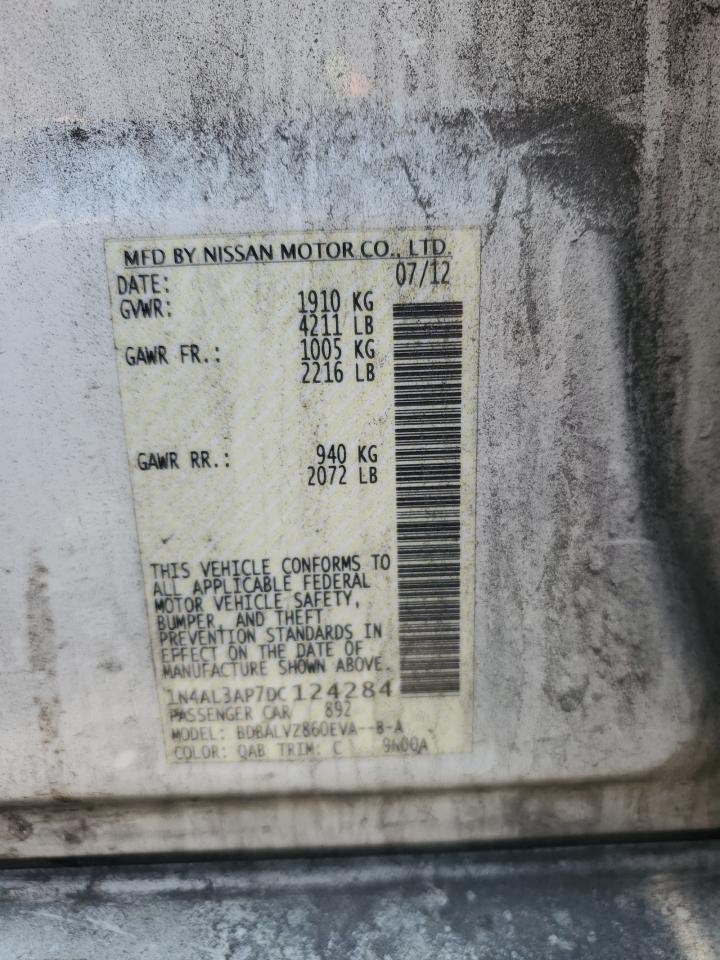 MFD BY NISSAN MOTOR CO., LTD.
DATE: 07/12
GVWR: 1910 KG
4211 LB
GAWR FR.: 1005 KG
2216 LB
GAWR RR.: 940 KG
2072 LB
THIS VEHICLE CONFORMS TO
ALL APPLICABLE FEDERAL
MOTOR VEHICLE SAFETY,
BUMPER, AND THEFT
PREVENTION STANDARDS IN
EFFECT ON THE DATE OF
MANUFACTURE SHOWN ABOVE.
1N4AL3AP7DC124284
PASSENGER CAR 892
MODEL: BDBALVZ860EVA--B-A
COLOR: QAB TRIM: C 9N00A